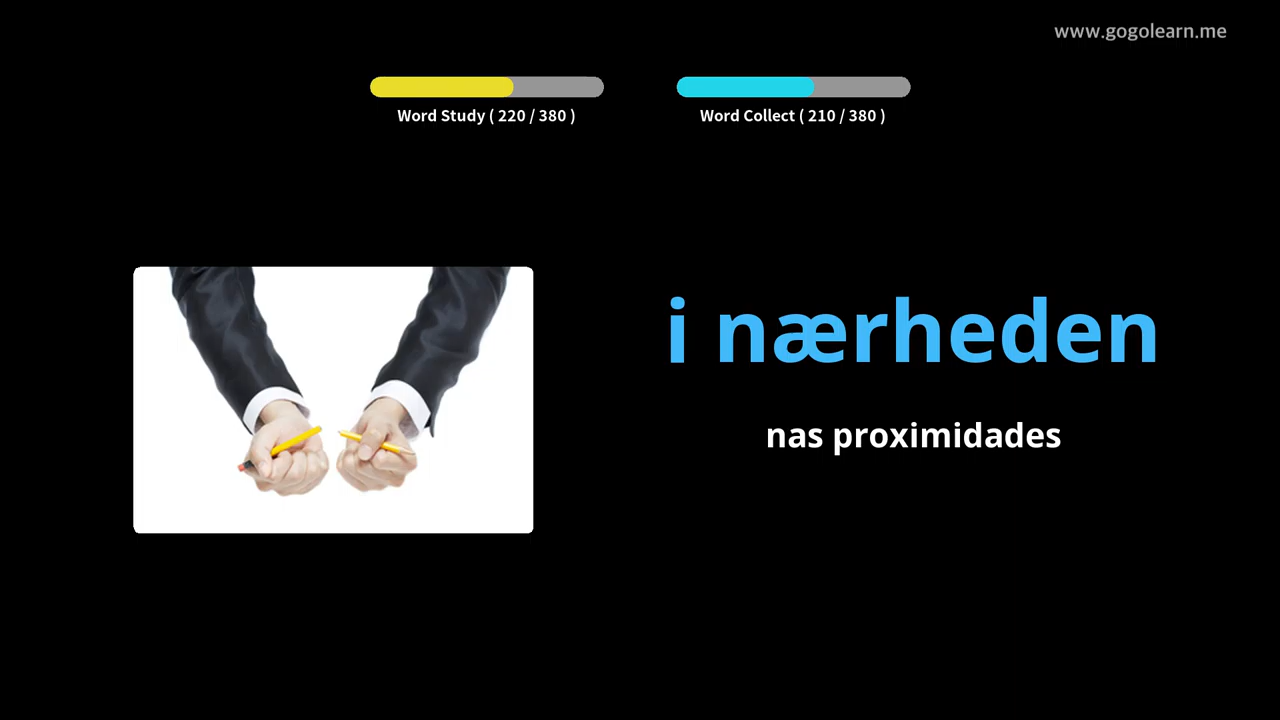 www.gogolearn.me
Word Study ( 220 / 380 )
Word Collect ( 210 / 380 )
i nærheden
nas proximidades